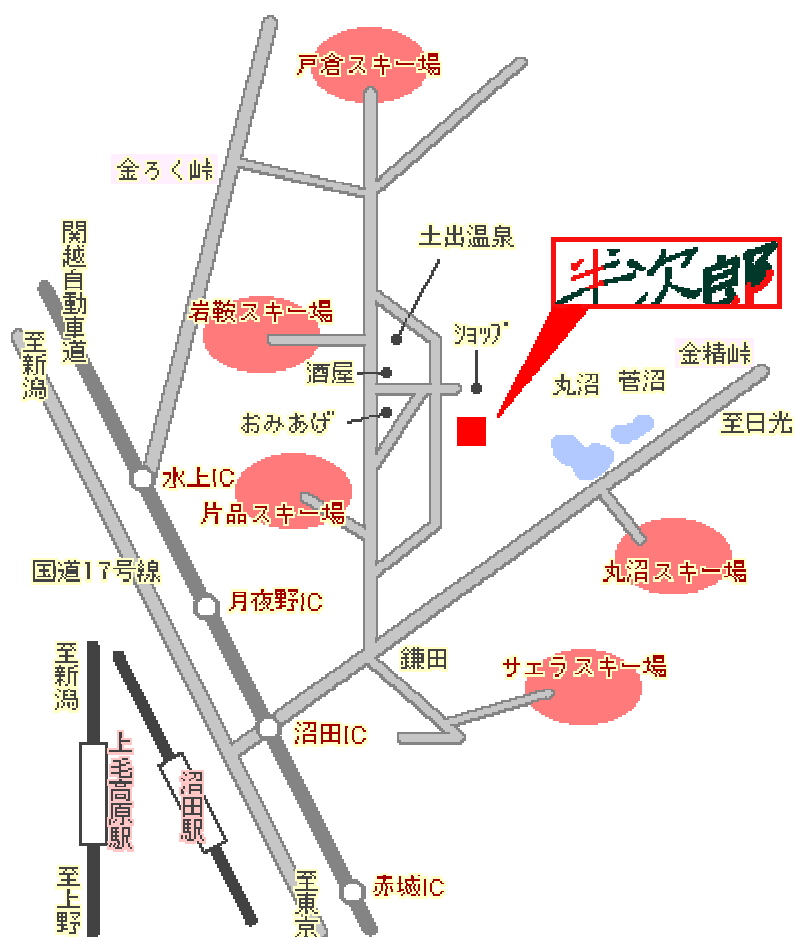 戸倉スキー場
金ろく峠
関越自動車道
土出温泉
半次郎
岩鞍スキー場
ショップ
至新潟
酒屋
金精峠
丸沼
菅沼
おみあげ
至日光
水上IC
片品スキー場
国道17号線
丸沼スキー場
月夜野IC
鎌田
サエラスキー場
至新潟
沼田IC
上毛高原駅
沼田駅
至上野
至東京
赤城IC